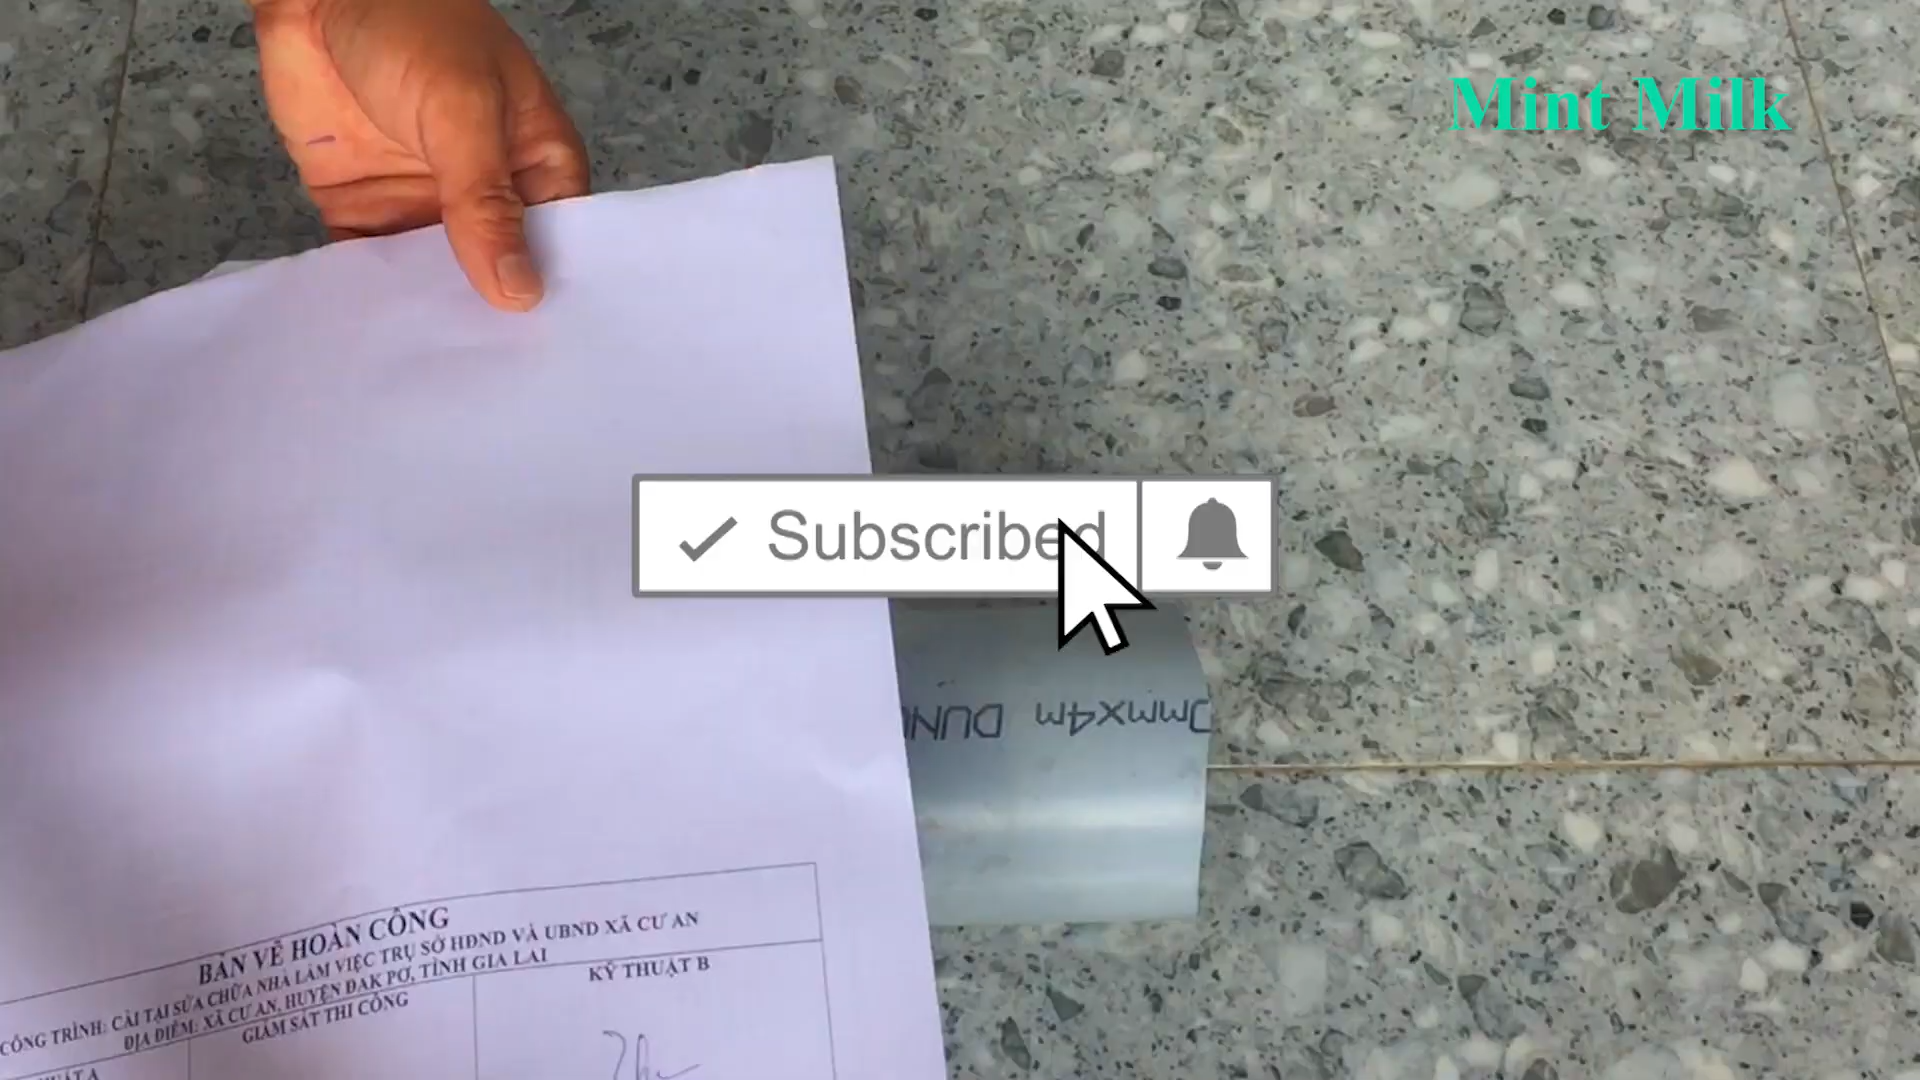 Mint Milk
Subscribed
mmx4m DUN
BẢN VẼ HOÀN CÔNG
CÔNG TRÌNH: CẢI TẠI SỬA CHỮA NHÀ LÀM VIỆC TRỤ SỞ HĐND VÀ UBND XÃ CƯ AN
ĐỊA ĐIỂM: XÃ CƯ AN, HUYỆN ĐAK PƠ, TỈNH GIA LAI
GIÁM SÁT THI CÔNG
KỸ THUẬT B